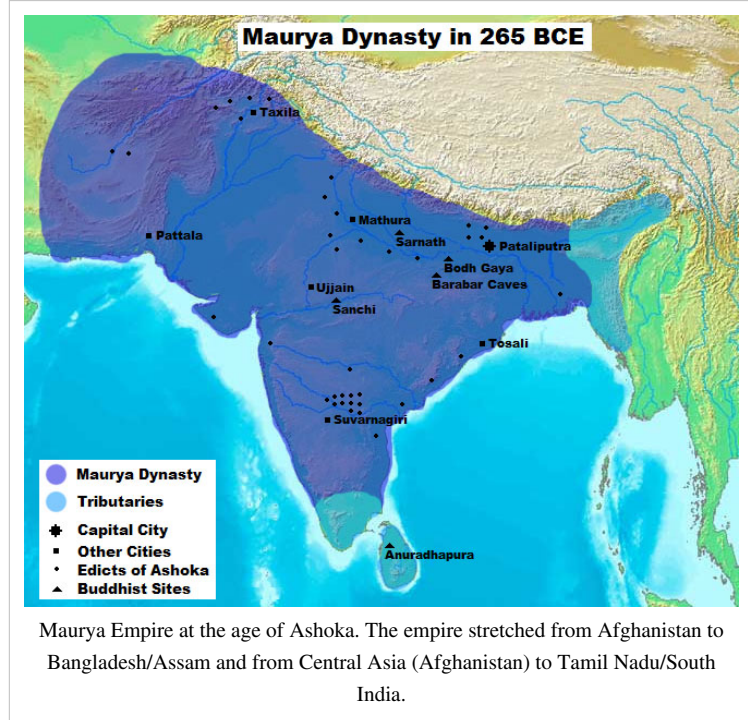 Maurya Dynasty in 265 BCE
Taxila
Mathura
Pattala
Sarnath
Pataliputra
Bodh Gaya
Barabar Caves
Ujjain
Sanchi
Tosali
Suvarnagiri
Maurya Dynasty
Tributaries
Capital City
Other Cities
Edicts of Ashoka
Buddhist Sites
Anuradhapura
Maurya Empire at the age of Ashoka. The empire stretched from Afghanistan to
Bangladesh/Assam and from Central Asia (Afghanistan) to Tamil Nadu/South
India.